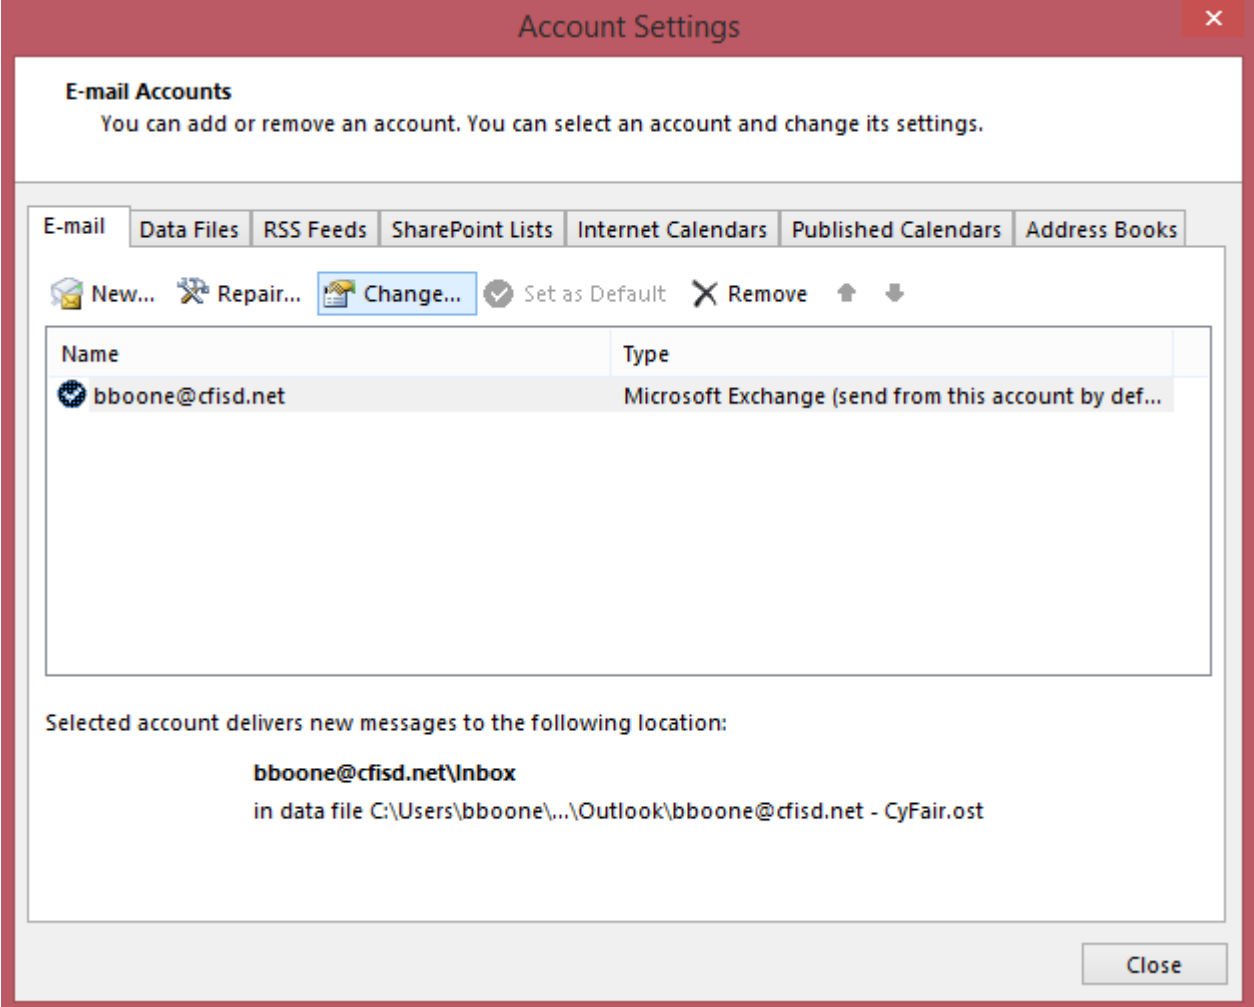 Account Settings
E-mail Accounts
You can add or remove an account. You can select an account and change its settings.
E-mail Data Files RSS Feeds SharePoint Lists Internet Calendars Published Calendars Address Books
New... Repair... Change... Set as Default Remove
Name Type
bboone@cfisd.net Microsoft Exchange (send from this account by def...
Selected account delivers new messages to the following location:
bboone@cfisd.net\Inbox
in data file C:\Users\bboone\...\Outlook\bboone@cfisd.net - CyFair.ost
Close